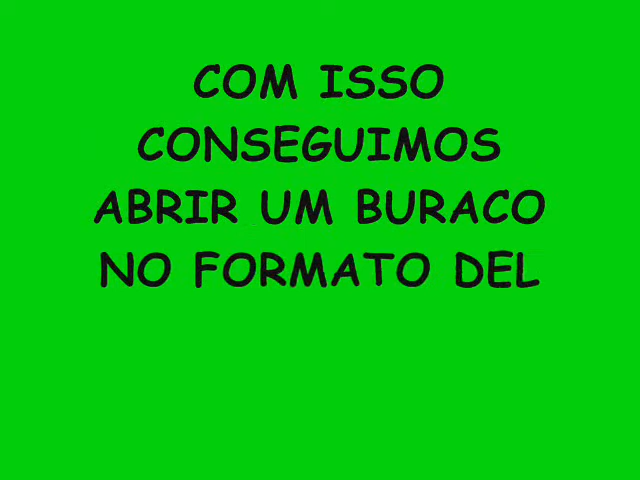 COM ISSO
CONSEGUIMOS
ABRIR UM BURACO
NO FORMATO DEL